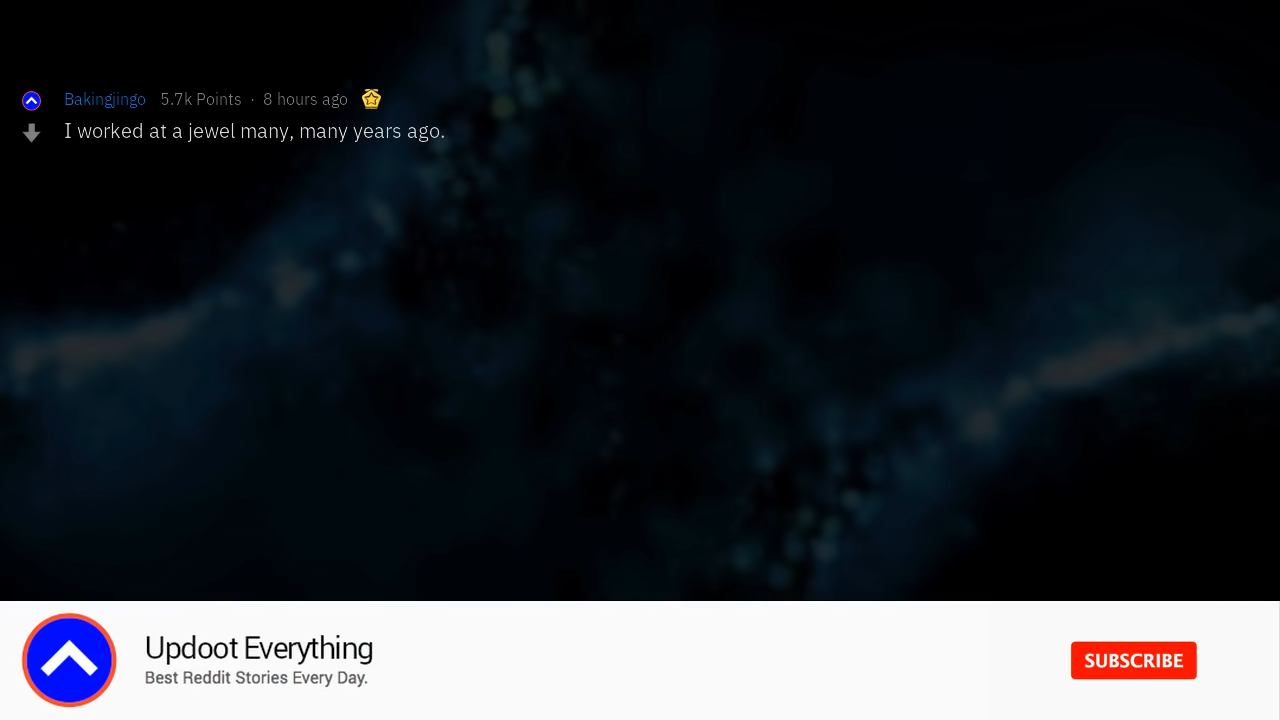 Bakingjingo 5.7k Points · 8 hours ago
I worked at a jewel many, many years ago.
Updoot Everything
Best Reddit Stories Every Day.
SUBSCRIBE